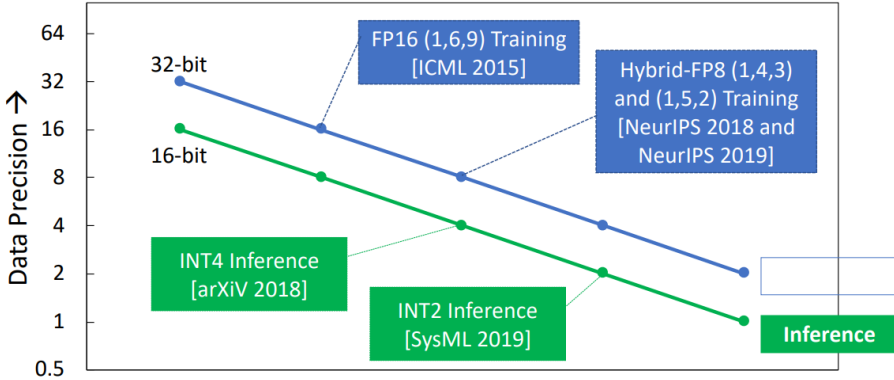 64
32
16
8
4
2
1
0.5
Data Precision →
32-bit
16-bit
FP16 (1,6,9) Training
[ICML 2015]
Hybrid-FP8 (1,4,3)
and (1,5,2) Training
[NeurIPS 2018 and
NeurIPS 2019]
INT4 Inference
[arXiV 2018]
INT2 Inference
[SysML 2019]
Inference